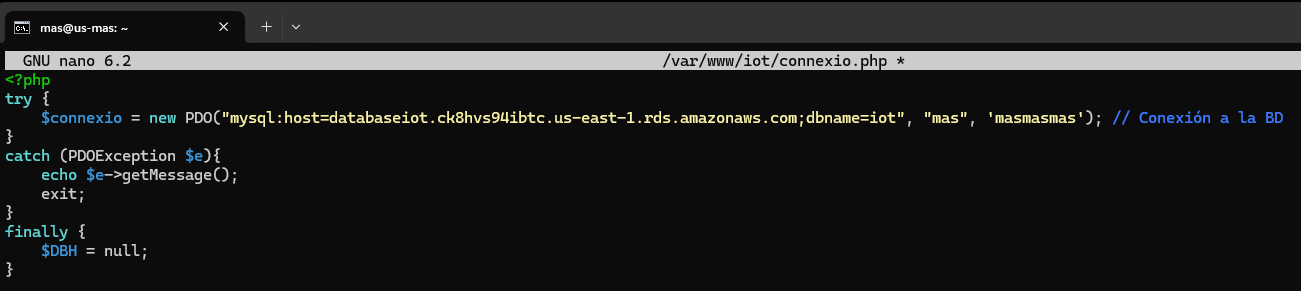 mas@us-mas: ~
GNU nano 6.2 /var/www/iot/connexio.php *
<?php
try {
    $connexio = new PDO("mysql:host=databaseiot.ck8hvs94ibtc.us-east-1.rds.amazonaws.com;dbname=iot", "mas", 'masmasmas'); // Conexión a la BD
}
catch (PDOException $e){
    echo $e->getMessage();
    exit;
}
finally {
    $DBH = null;
}